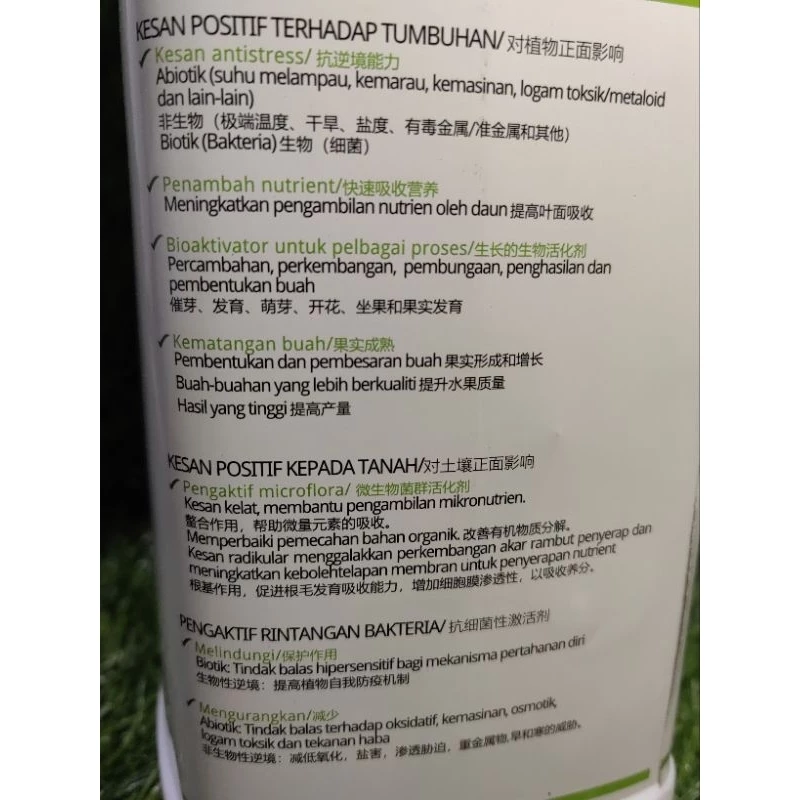 KESAN POSITIF TERHADAP TUMBUHAN/ 对植物正面影响
✓ Kesan antistress/ 抗逆境能力
Abiotik (suhu melampau, kemarau, kemasinan, logam toksik/metaloid
dan lain-lain)
非生物（极端温度、干旱、盐度、有毒金属/准金属和其他）
Biotik (Bakteria) 生物（细菌）
✓ Penambah nutrient/快速吸收营养
Meningkatkan pengambilan nutrien oleh daun 提高叶面吸收
✓ Bioaktivator untuk pelbagai proses/生长的生物活化剂
Percambahan, perkembangan, pembungaan, penghasilan dan
pembentukan buah
催芽、发育、萌芽、开花、坐果和果实发育
✓ Kematangan buah/果实成熟
Pembentukan dan pembesaran buah 果实形成和增长
Buah-buahan yang lebih berkualiti 提升水果质量
Hasil yang tinggi 提高产量
KESAN POSITIF KEPADA TANAH/对土壤正面影响
✓ Pengaktif microflora/ 微生物菌群活化剂
Kesan kelat, membantu pengambilan mikronutrien.
螯合作用，帮助微量元素的吸收。
Memperbaiki pemecahan bahan organik. 改善有机物质分解。
Kesan radikular menggalakkan perkembangan akar rambut penyerap dan
meningkatkan kebolehtelapan membran untuk penyerapan nutrient
根基作用，促进根毛发育吸收能力，增加细胞膜渗透性，以吸收养分。
PENGAKTIF RINTANGAN BAKTERIA/ 抗细菌性激活剂
✓ Melindungi/保护作用
Biotik: Tindak balas hipersensitif bagi mekanisma pertahanan diri
生物性逆境：提高植物自我防疫机制
✓ Mengurangkan/减少
Abiotik: Tindak balas terhadap oksidatif, kemasinan, osmotik,
logam toksik dan tekanan haba
非生物性逆境：减低氧化，盐害，渗透胁迫，重金属物,旱和寒的威胁。